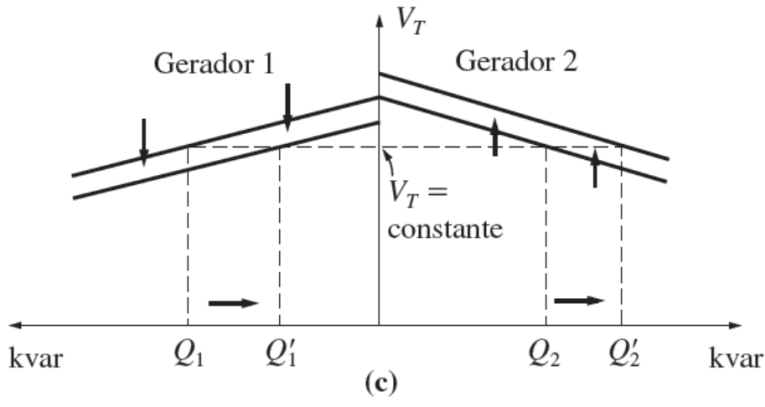 V_T
Gerador 1
Gerador 2
V_T =
constante
kvar
Q_1
Q'_1
Q_2
Q'_2
kvar
(c)